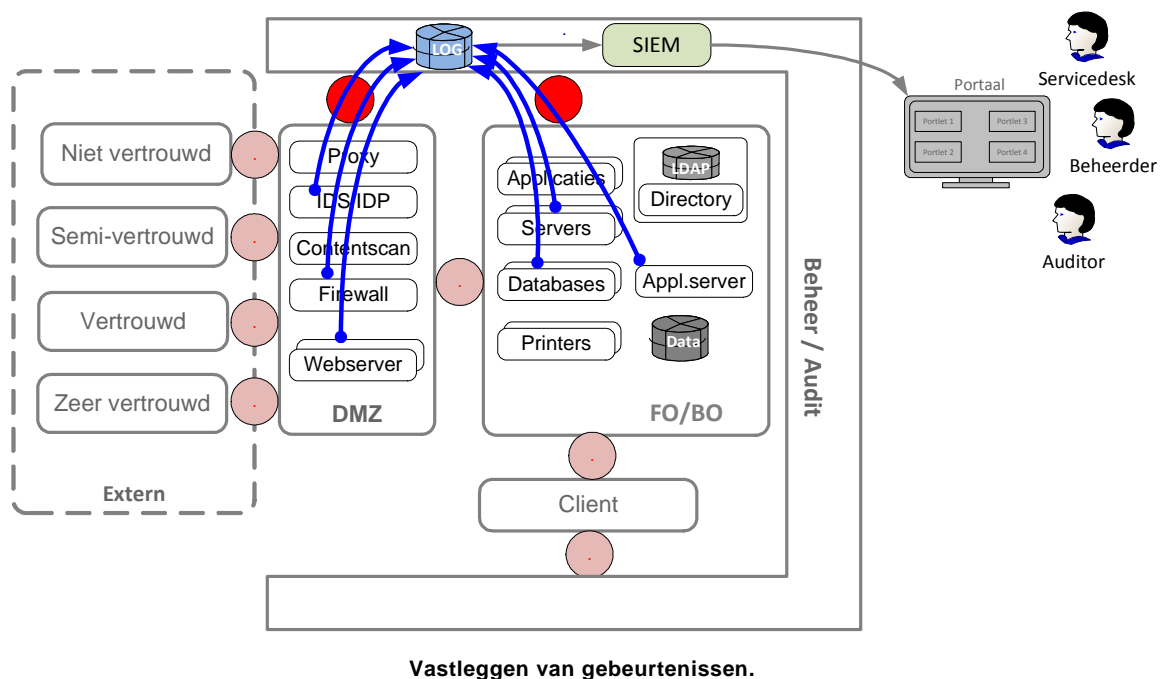 LOG
SIEM
Servicedesk
Portaal
Portlet 1
Portlet 3
Portlet 2
Portlet 4
Beheerder
Auditor
Niet vertrouwd
Semi-vertrouwd
Vertrouwd
Zeer vertrouwd
Extern
Proxy
IDS/IDP
Contentscan
Firewall
Webserver
DMZ
Applicaties
Servers
Databases
Printers
LDAP
Directory
Appl.server
Data
FO/BO
Client
Beheer / Audit
Vastleggen van gebeurtenissen.